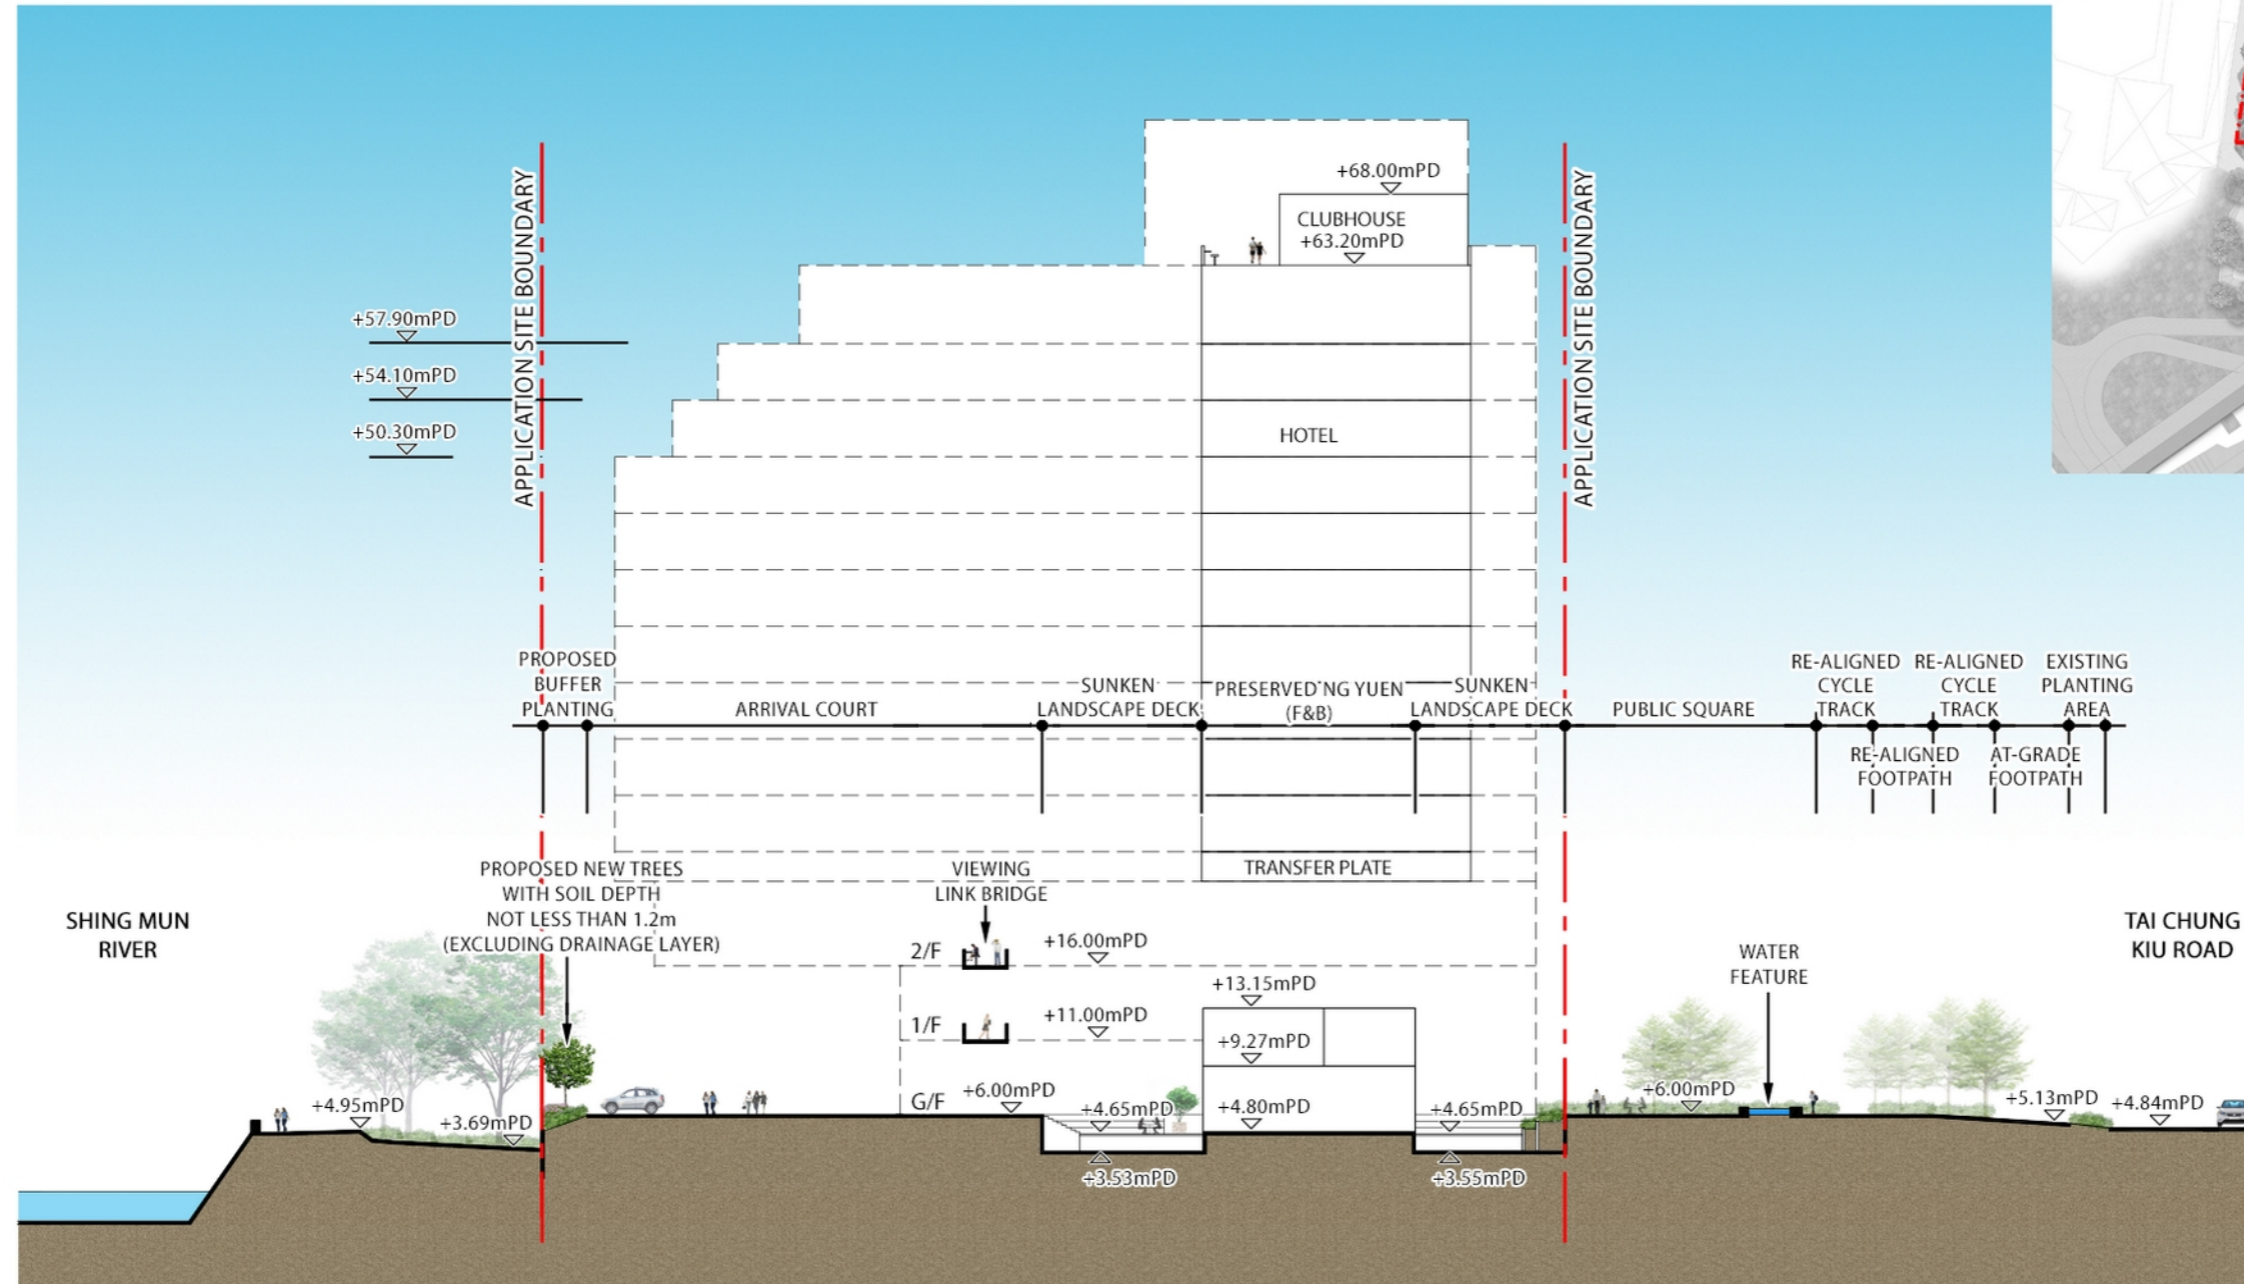 +68.00mPD
CLUBHOUSE
+63.20mPD
APPLICATION SITE BOUNDARY
APPLICATION SITE BOUNDARY
+57.90mPD
+54.10mPD
+50.30mPD
HOTEL
PROPOSED
BUFFER
PLANTING
ARRIVAL COURT
SUNKEN
LANDSCAPE DECK
PRESERVED NG YUEN
(F&B)
SUNKEN
LANDSCAPE DECK
PUBLIC SQUARE
RE-ALIGNED
CYCLE
TRACK
RE-ALIGNED
CYCLE
TRACK
EXISTING
PLANTING
AREA
RE-ALIGNED
FOOTPATH
AT-GRADE
FOOTPATH
PROPOSED NEW TREES
WITH SOIL DEPTH
NOT LESS THAN 1.2m
(EXCLUDING DRAINAGE LAYER)
VIEWING
LINK BRIDGE
TRANSFER PLATE
SHING MUN
RIVER
TAI CHUNG
KIU ROAD
2/F
+16.00mPD
WATER
FEATURE
+13.15mPD
1/F
+11.00mPD
+9.27mPD
G/F
+6.00mPD
+4.95mPD
+3.69mPD
+4.65mPD
+4.80mPD
+4.65mPD
+6.00mPD
+5.13mPD
+4.84mPD
+3.53mPD
+3.55mPD